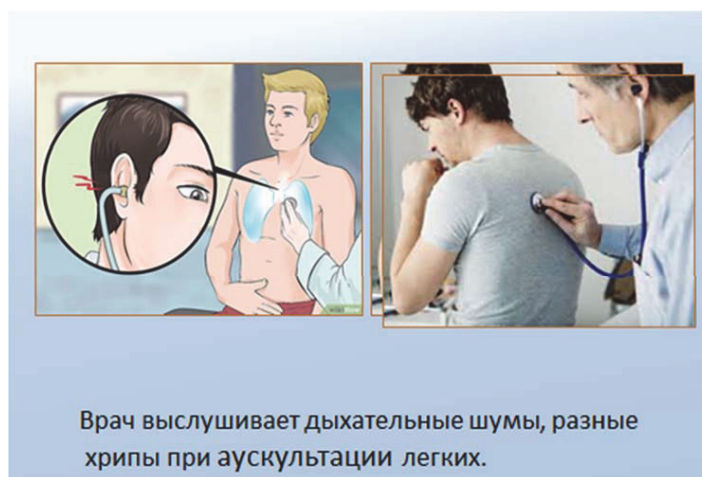 Врач выслушивает дыхательные шумы, разные
хрипы при аускультации легких.